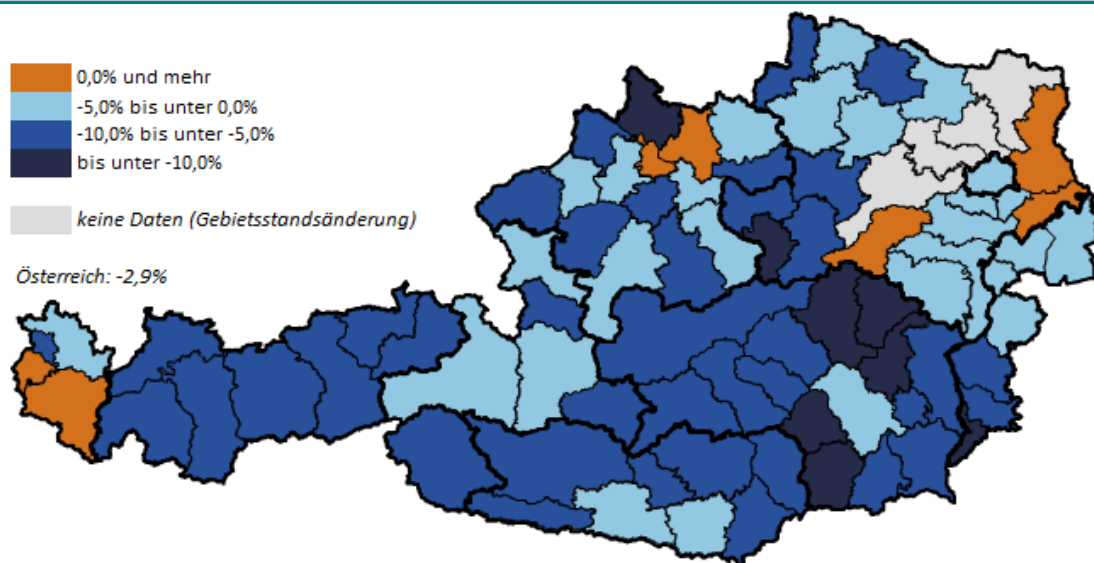 0,0% und mehr
-5,0% bis unter 0,0%
-10,0% bis unter -5,0%
bis unter -10,0%
keine Daten (Gebietsstandsänderung)
Österreich: -2,9%